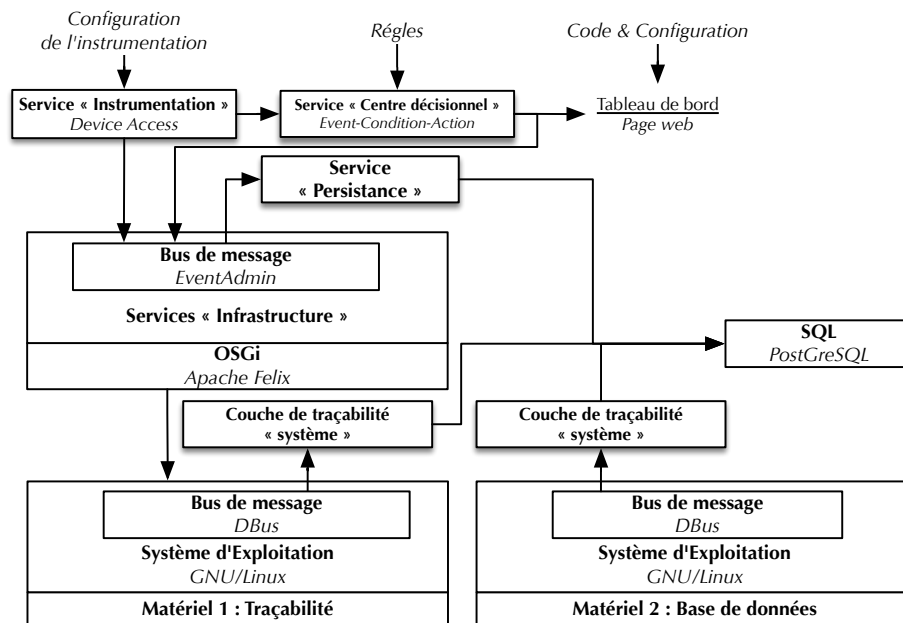 Configuration
de l'instrumentation
Régles
Code & Configuration
Service « Instrumentation »
Device Access
Service « Centre décisionnel »
Event-Condition-Action
Tableau de bord
Page web
Service
« Persistance »
Bus de message
EventAdmin
Services « Infrastructure »
OSGi
Apache Felix
SQL
PostGreSQL
Couche de traçabilité
« système »
Couche de traçabilité
« système »
Bus de message
DBus
Système d'Exploitation
GNU/Linux
Matériel 1 : Traçabilité
Bus de message
DBus
Système d'Exploitation
GNU/Linux
Matériel 2 : Base de données